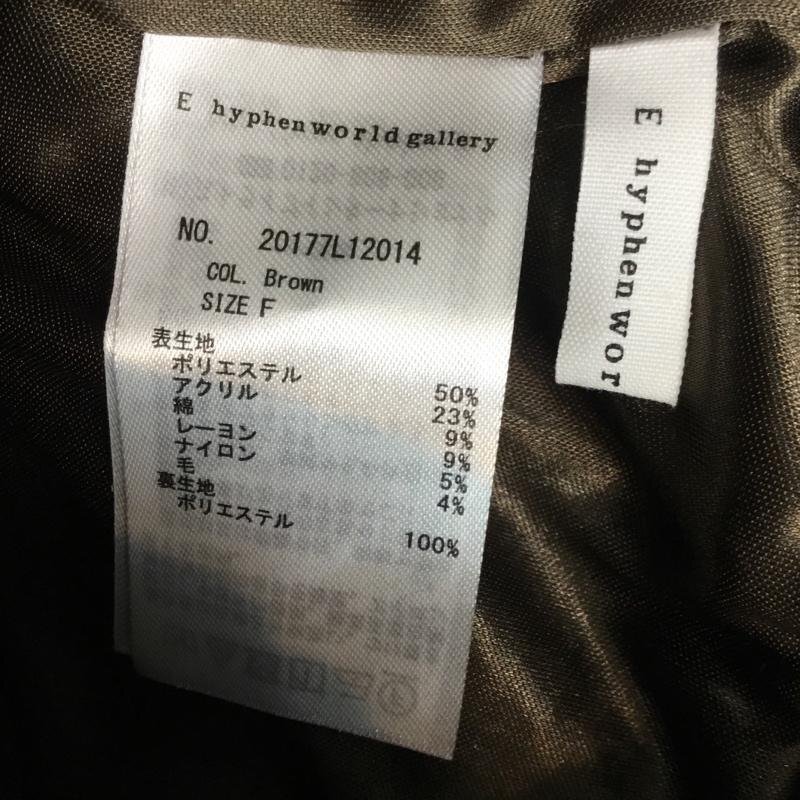 E hyphen world gallery
NO. 20177L12014
COL. Brown
SIZE F
表生地
ポリエステル 50%
アクリル 23%
綿 9%
レーヨン 9%
ナイロン 5%
毛 4%
裏生地
ポリエステル 100%
E hyphen wor